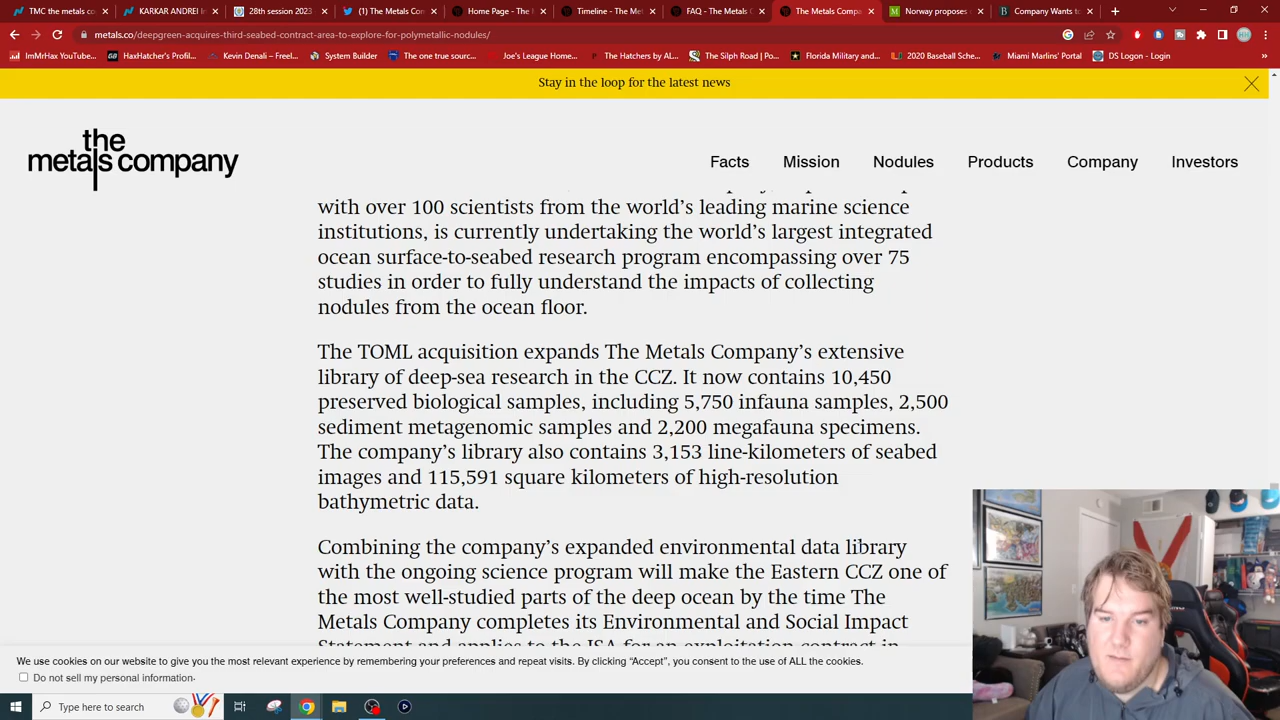 TMC the metals co
KARKAR ANDREI In
28th session 2023
(1) The Metals Com
Home Page - The M
Timeline - The Met
FAQ - The Metals C
The Metals Compa
Norway proposes
Company Wants to
metals.co/deepgreen-acquires-third-seabed-contract-area-to-explore-for-polymetallic-nodules/
ImMrHax YouTube...
HaxHatcher's Profil...
Kevin Denali – Freel...
System Builder
The one true sourc...
Joe's League Home...
The Hatchers by AL...
The Silph Road | Po...
Florida Military and...
2020 Baseball Sche...
Miami Marlins' Portal
DS Logon - Login
Stay in the loop for the latest news
the
metals company
Facts
Mission
Nodules
Products
Company
Investors
with over 100 scientists from the world's leading marine science
institutions, is currently undertaking the world's largest integrated
ocean surface-to-seabed research program encompassing over 75
studies in order to fully understand the impacts of collecting
nodules from the ocean floor.
The TOML acquisition expands The Metals Company's extensive
library of deep-sea research in the CCZ. It now contains 10,450
preserved biological samples, including 5,750 infauna samples, 2,500
sediment metagenomic samples and 2,200 megafauna specimens.
The company's library also contains 3,153 line-kilometers of seabed
images and 115,591 square kilometers of high-resolution
bathymetric data.
Combining the company's expanded environmental data library
with the ongoing science program will make the Eastern CCZ one of
the most well-studied parts of the deep ocean by the time The
Metals Company completes its Environmental and Social Impact
Statement and applies to the ISA for an exploitation contract in
We use cookies on our website to give you the most relevant experience by remembering your preferences and repeat visits. By clicking “Accept”, you consent to the use of ALL the cookies.
Do not sell my personal information.
Type here to search